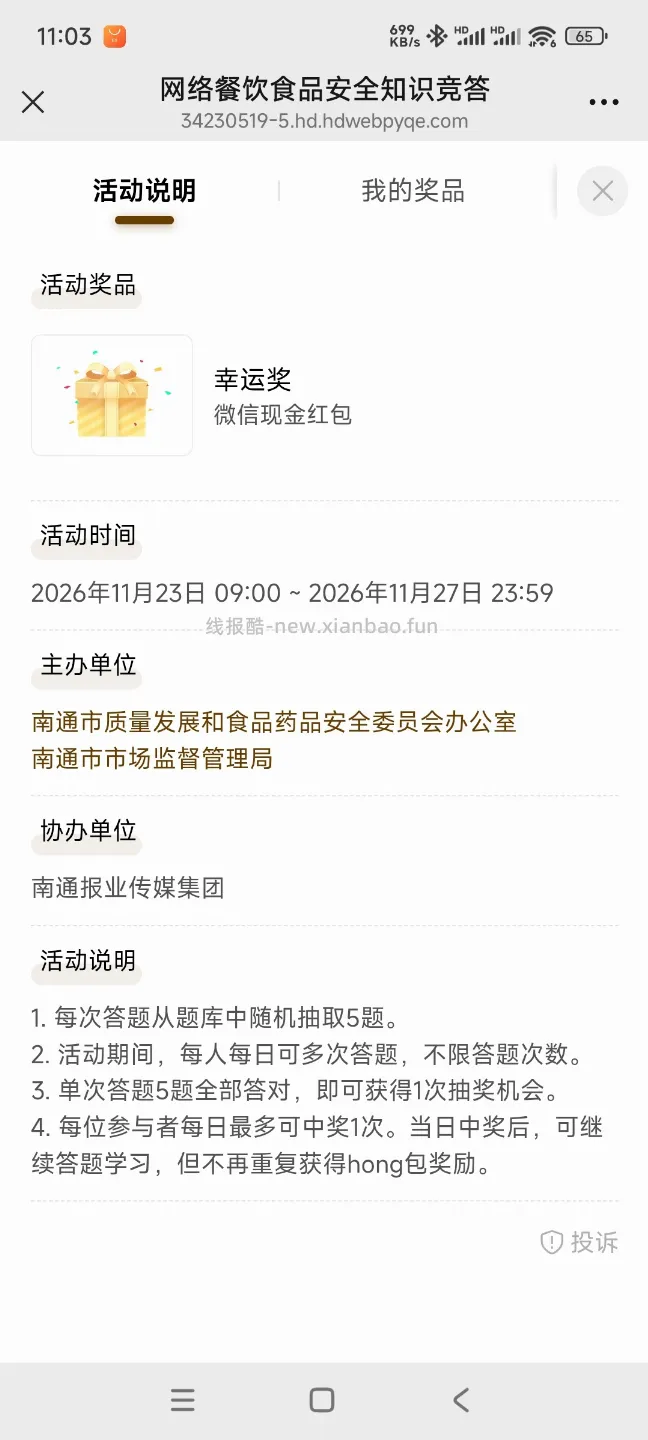 11:03
699 KB/s HD HD 65
网络餐饮食品安全知识竞答
34230519-5.hd.hdwebpyqe.com
活动说明
我的奖品
活动奖品
幸运奖
微信现金红包
活动时间
2026年11月23日 09:00 ~ 2026年11月27日 23:59
线报酷-new.xianbao.fun
主办单位
南通市质量发展和食品药品安全委员会办公室
南通市市场监督管理局
协办单位
南通报业传媒集团
活动说明
1. 每次答题从题库中随机抽取5题。
2. 活动期间，每人每日可多次答题，不限答题次数。
3. 单次答题5题全部答对，即可获得1次抽奖机会。
4. 每位参与者每日最多可中奖1次。当日中奖后，可继
续答题学习，但不再重复获得hong包奖励。
投诉